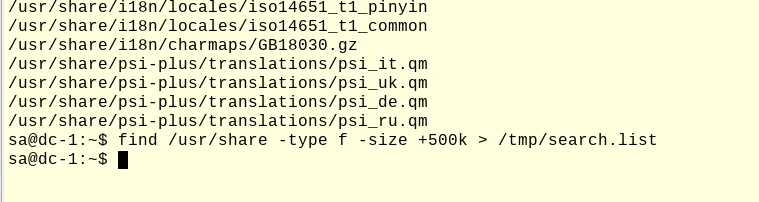 /usr/share/i18n/locales/iso14651_t1_pinyin
/usr/share/i18n/locales/iso14651_t1_common
/usr/share/i18n/charmaps/GB18030.gz
/usr/share/psi-plus/translations/psi_it.qm
/usr/share/psi-plus/translations/psi_uk.qm
/usr/share/psi-plus/translations/psi_de.qm
/usr/share/psi-plus/translations/psi_ru.qm
sa@dc-1:~$ find /usr/share -type f -size +500k > /tmp/search.list
sa@dc-1:~$